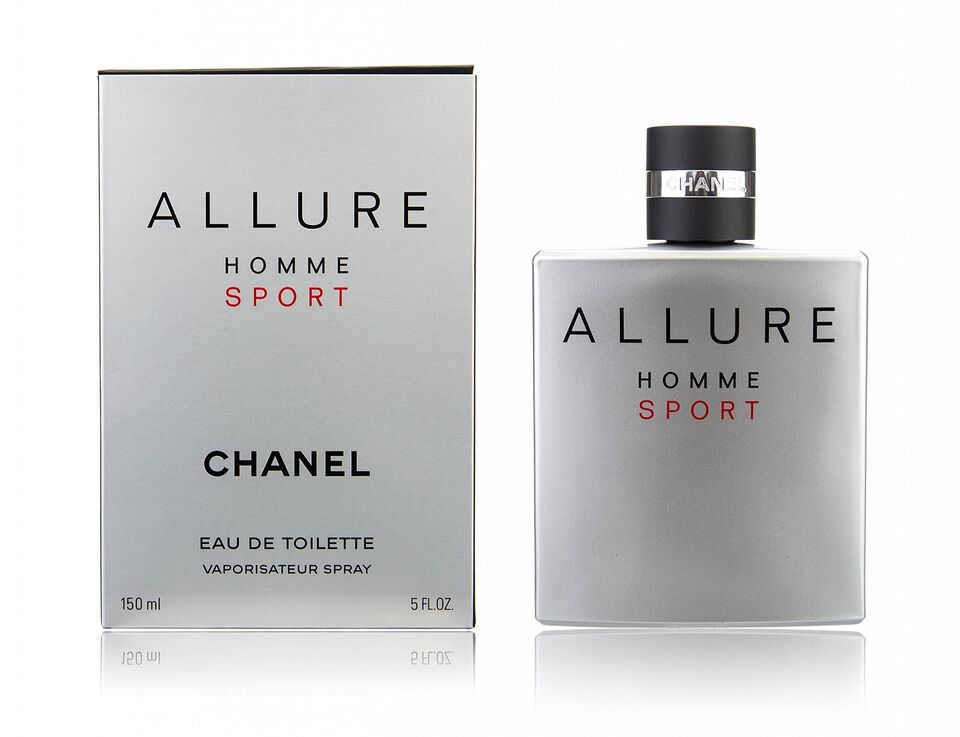 ALLURE
HOMME
SPORT
CHANEL
EAU DE TOILETTE
VAPORISATEUR SPRAY
150 ml
5 FL.OZ.
CHANEL
ALLURE
HOMME
SPORT